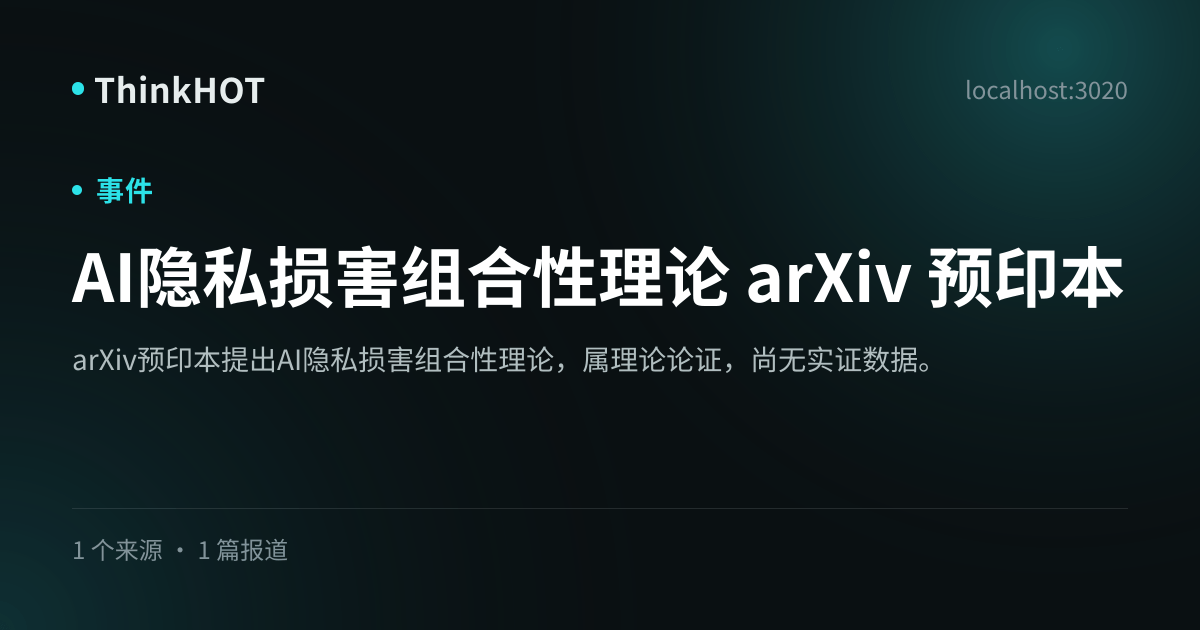 ThinkHOT
localhost:3020
事件
AI隐私损害组合性理论 arXiv 预印本
arXiv预印本提出AI隐私损害组合性理论，属理论论证，尚无实证数据。
1 个来源 · 1 篇报道